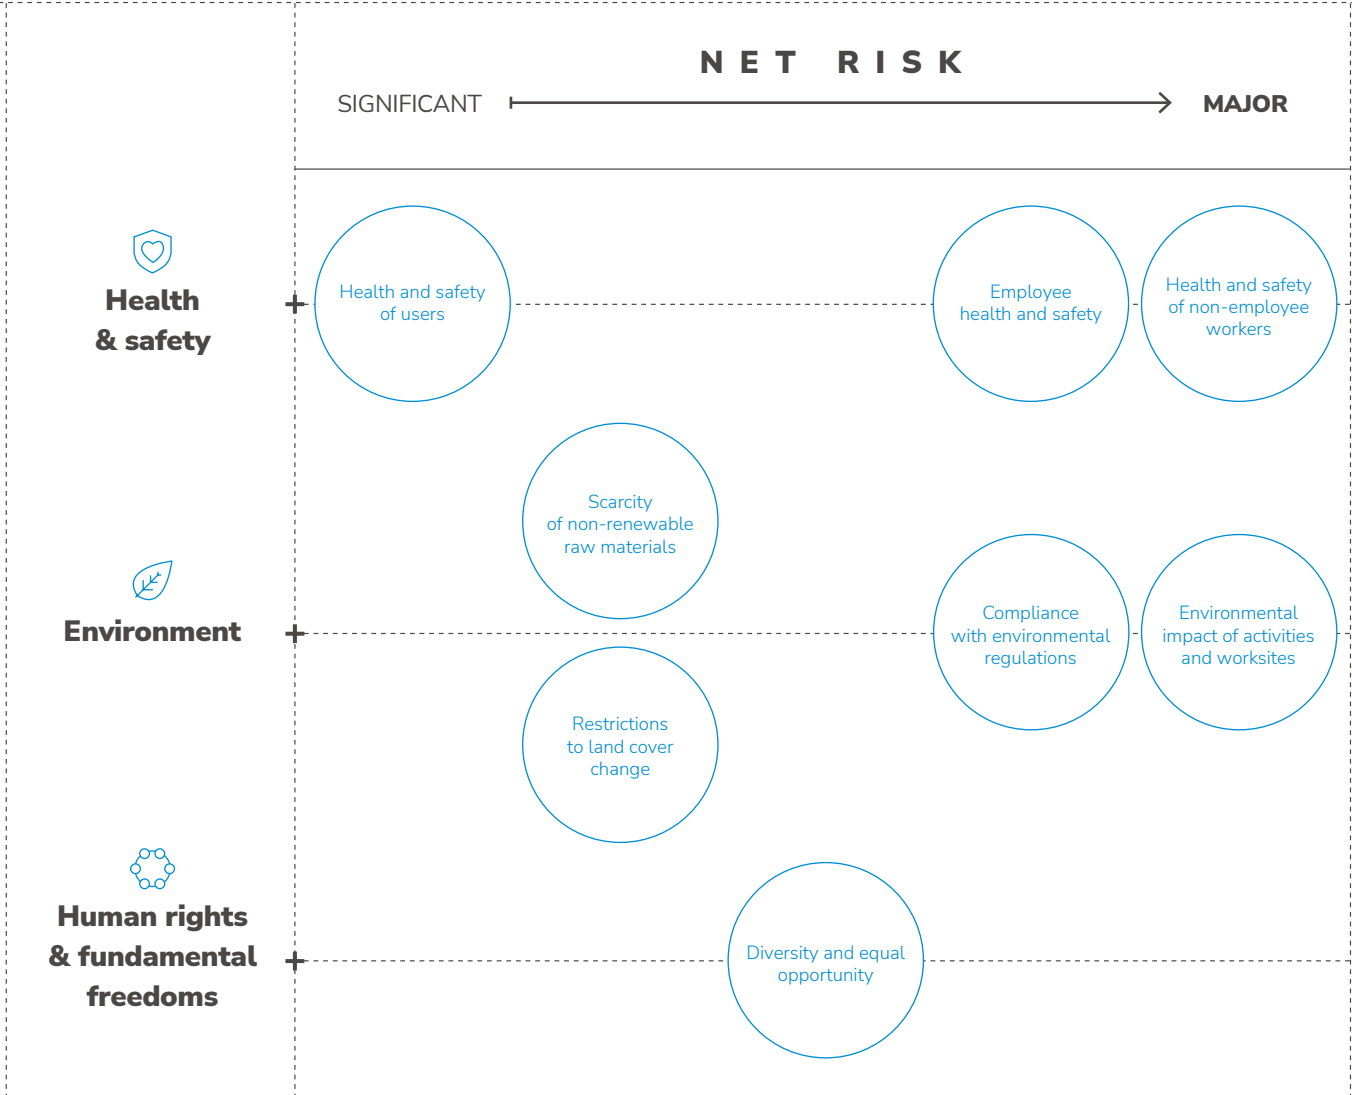 NET RISK
SIGNIFICANT
MAJOR
Health
& safety
Health and safety
of users
Employee
health and safety
Health and safety
of non-employee
workers
Environment
Scarcity
of non-renewable
raw materials
Restrictions
to land cover
change
Compliance
with environmental
regulations
Environmental
impact of activities
and worksites
Human rights
& fundamental
freedoms
Diversity and equal
opportunity